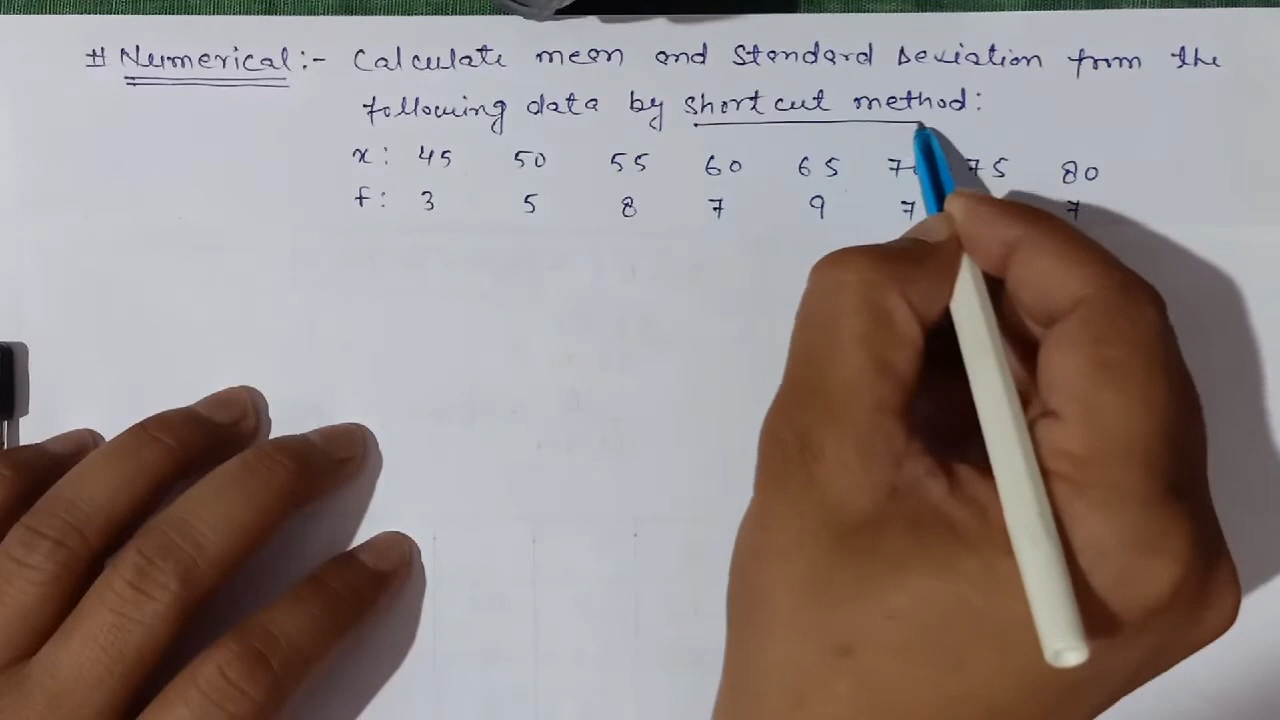 # Numerical :- Calculate mean and Standard Deviation from the
following data by short cut method:
x: 45 50 55 60 65 75 80
f: 3 5 8 7 9 7 7